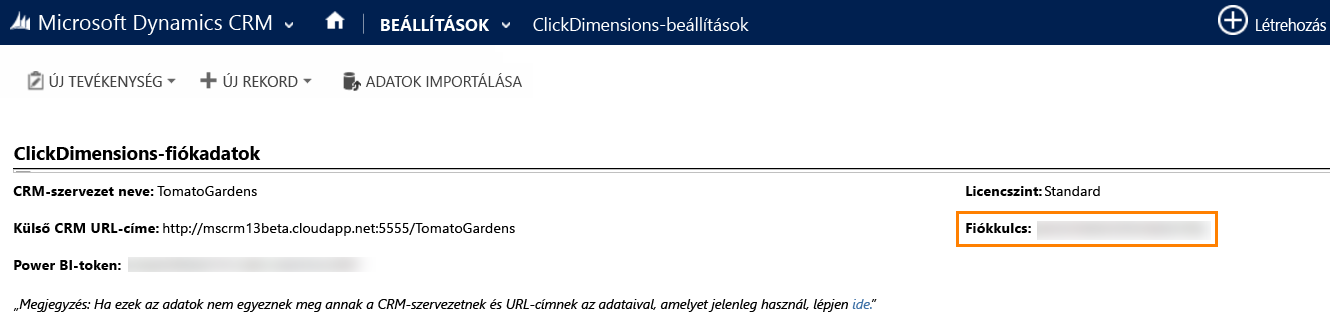 Microsoft Dynamics CRM BEÁLLÍTÁSOK ClickDimensions-beállítások Létrehozás
ÚJ TEVÉKENYSÉG ÚJ REKORD ADATOK IMPORTÁLÁSA
ClickDimensions-fiókadatok
CRM-szervezet neve: TomatoGardens Licencszint: Standard
Külső CRM URL-címe: http://mscrm13beta.cloudapp.net:5555/TomatoGardens Fiókkulcs:
Power BI-token:
„Megjegyzés: Ha ezek az adatok nem egyeznek meg annak a CRM-szervezetnek és URL-címnek az adataival, amelyet jelenleg használ, lépjen ide.”